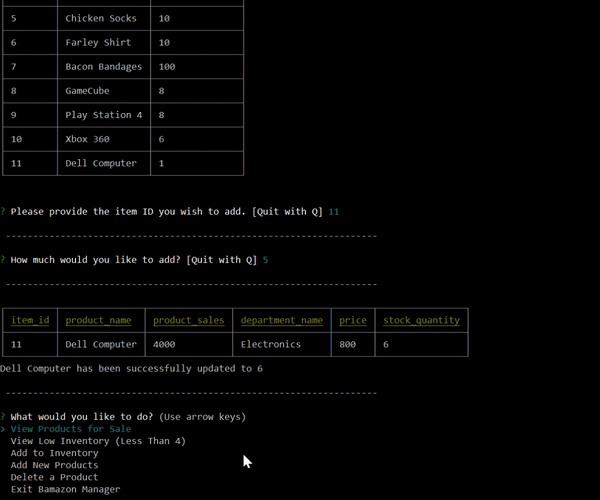 5 Chicken Socks 10
6 Farley Shirt 10
7 Bacon Bandages 100
8 GameCube 8
9 Play Station 4 8
10 Xbox 360 6
11 Dell Computer 1
? Please provide the item ID you wish to add. [Quit with Q] 11
--------------------------------------------------------------------
? How much would you like to add? [Quit with Q] 5
--------------------------------------------------------------------
item_id product_name product_sales department_name price stock_quantity
11 Dell Computer 4000 Electronics 800 6
Dell Computer has been successfully updated to 6
--------------------------------------------------------------------
? What would you like to do? (Use arrow keys)
> View Products for Sale
View Low Inventory (Less Than 4)
Add to Inventory
Add New Products
Delete a Product
Exit Bamazon Manager